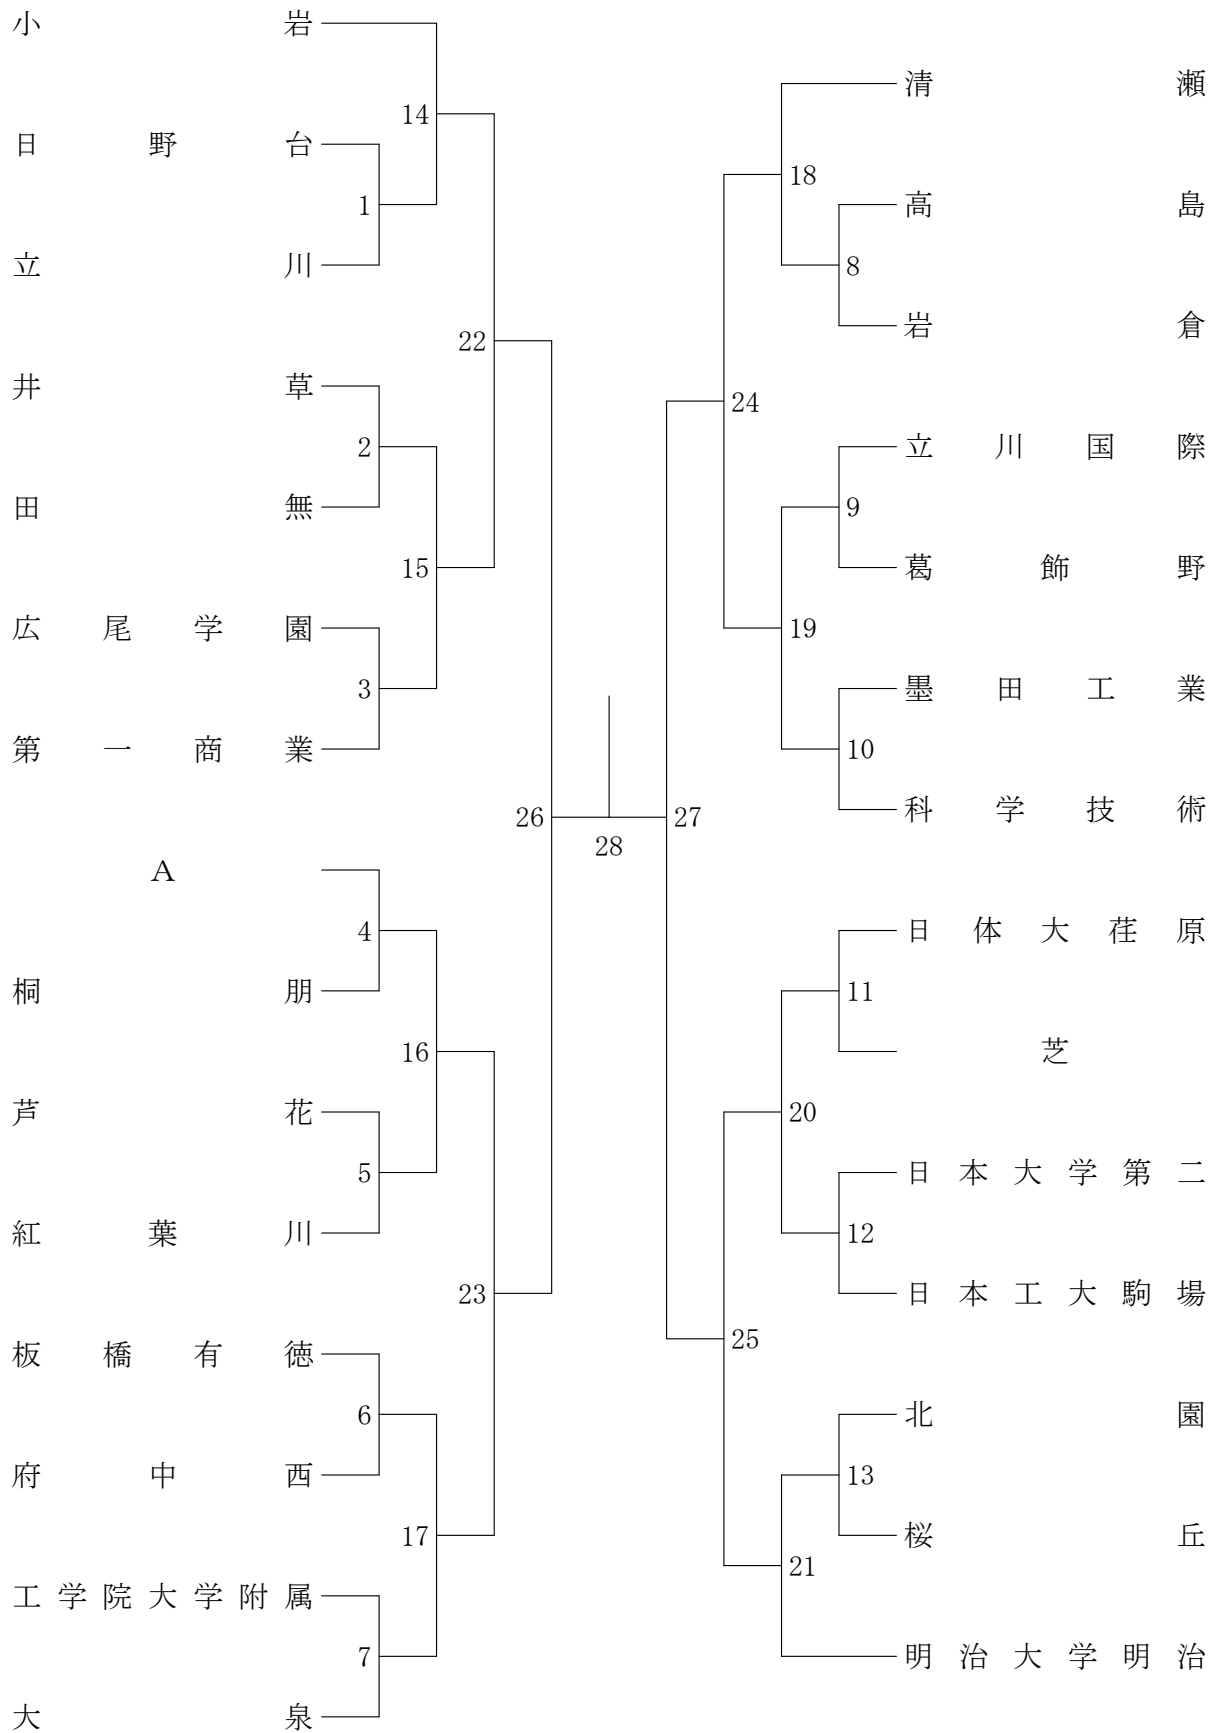 小岩
14
日野台
1
立川
22
井草
2
田無
15
広尾学園
3
第一商業
26
A
4
桐朋
16
芦花
5
紅葉川
23
板橋有徳
6
府中西
17
工学院大学附属
7
大泉
28
清瀬
18
高島
8
岩倉
24
立川国際
9
葛飾野
19
墨田工業
10
科学技術
27
日体大荏原
11
芝
20
日本大学第二
12
日本工大駒場
25
北園
13
桜丘
21
明治大学明治